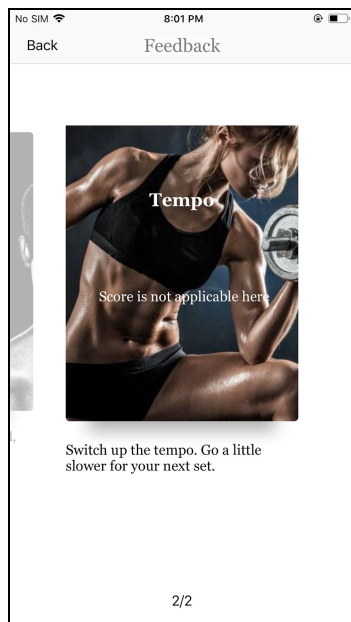 No SIM 8:01 PM
Back Feedback
Tempo
Score is not applicable here
Switch up the tempo. Go a little
slower for your next set.
2/2